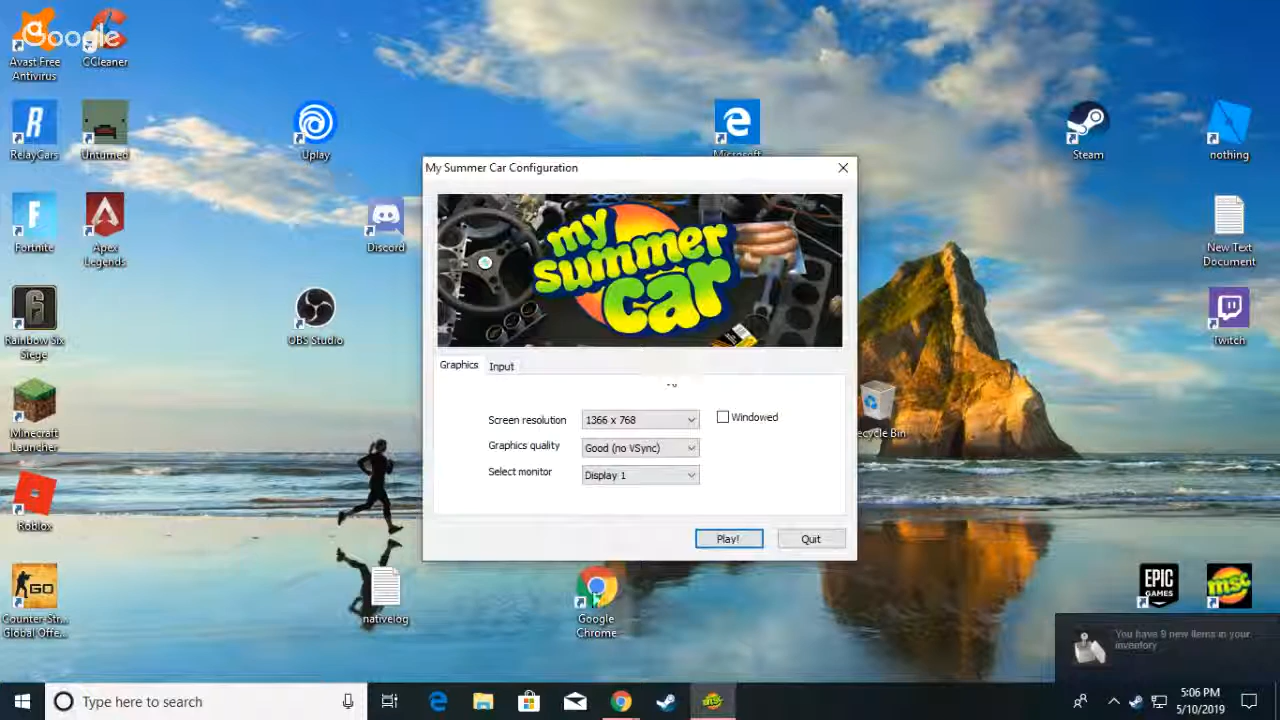 Google
Avast Free
Antivirus
CCleaner
R
RelayCars
Unturned
Uplay
Microsoft
Steam
nothing
My Summer Car Configuration
my
summer
car
Fortnite
Apex
Legends
Discord
New Text
Document
Rainbow Six
Siege
OBS Studio
Twitch
Graphics
Input
Screen resolution
1366 x 768
Windowed
Graphics quality
Good (no VSync)
Select monitor
Display 1
Minecraft
Launcher
Recycle Bin
Roblox
Play!
Quit
GO
Counter-Str...
Global Offe...
nativelog
Google
Chrome
EPIC
GAMES
msc
You have 9 new items in your
inventory
Type here to search
5:06 PM
5/10/2019